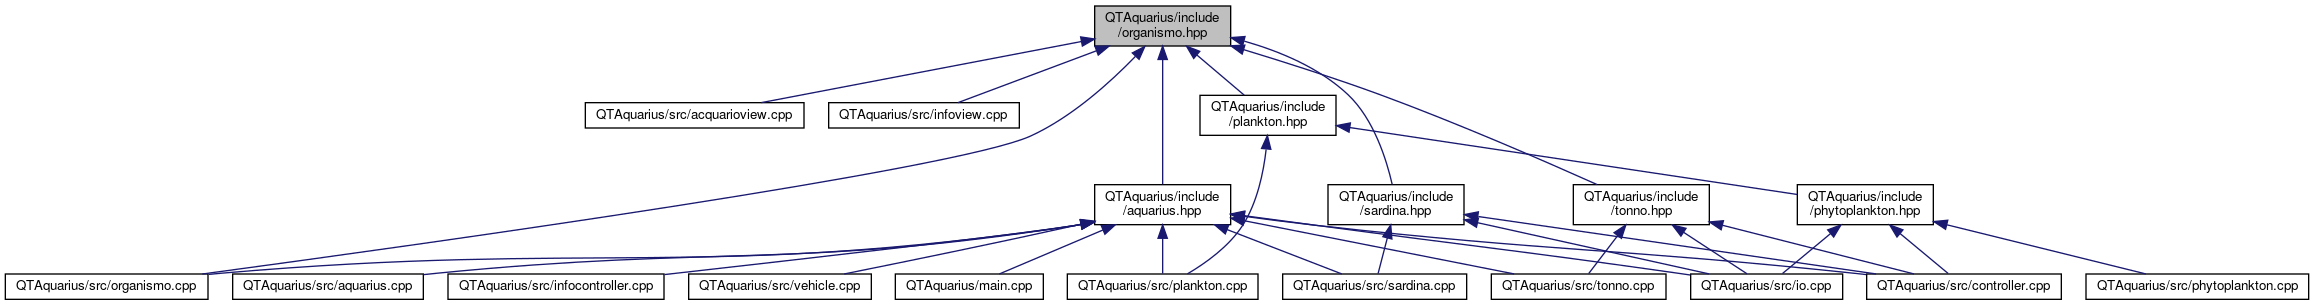 QTAquarius/include
/organismo.hpp
QTAquarius/src/acquarioview.cpp
QTAquarius/src/infoview.cpp
QTAquarius/include
/plankton.hpp
QTAquarius/include
/aquarius.hpp
QTAquarius/include
/sardina.hpp
QTAquarius/include
/tonno.hpp
QTAquarius/include
/phytoplankton.hpp
QTAquarius/src/organismo.cpp
QTAquarius/src/aquarius.cpp
QTAquarius/src/infocontroller.cpp
QTAquarius/src/vehicle.cpp
QTAquarius/main.cpp
QTAquarius/src/plankton.cpp
QTAquarius/src/sardina.cpp
QTAquarius/src/tonno.cpp
QTAquarius/src/io.cpp
QTAquarius/src/controller.cpp
QTAquarius/src/phytoplankton.cpp